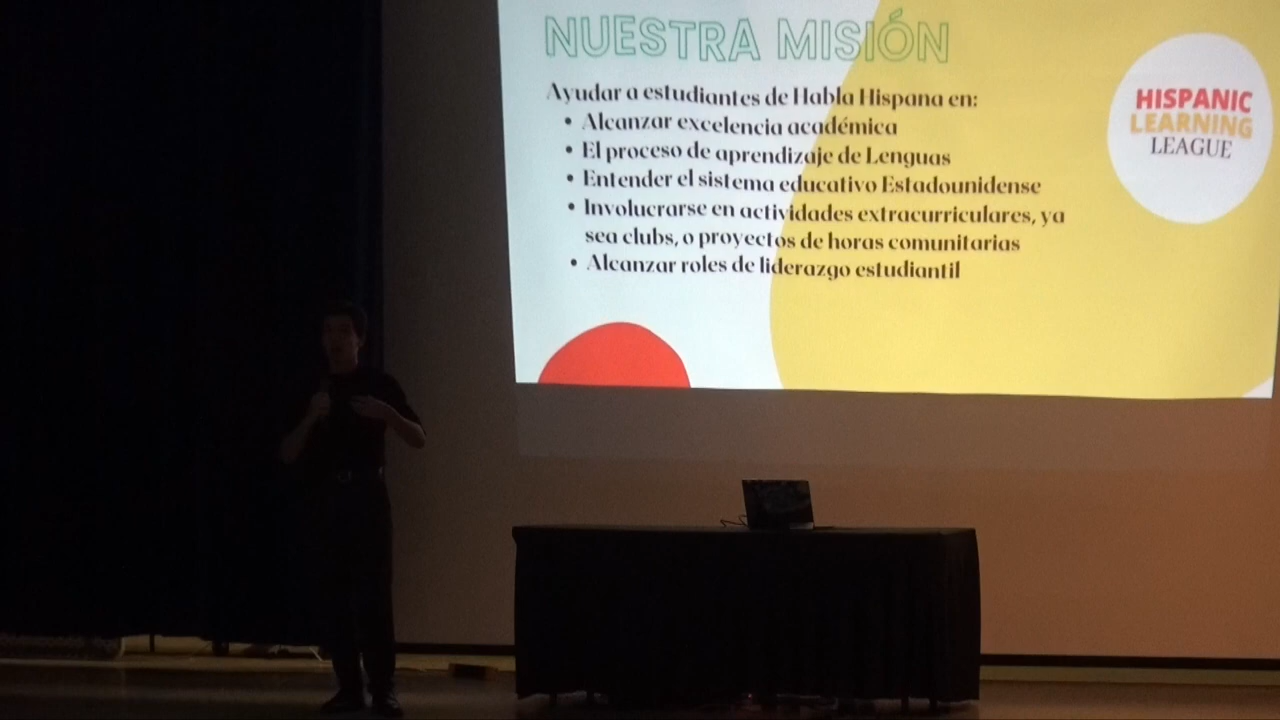 NUESTRA MISIÓN
Ayudar a estudiantes de Habla Hispana en:
• Alcanzar excelencia académica
• El proceso de aprendizaje de Lenguas
• Entender el sistema educativo Estadounidense
• Involucrarse en actividades extracurriculares, ya
sea clubs, o proyectos de horas comunitarias
• Alcanzar roles de liderazgo estudiantil
HISPANIC
LEARNING
LEAGUE